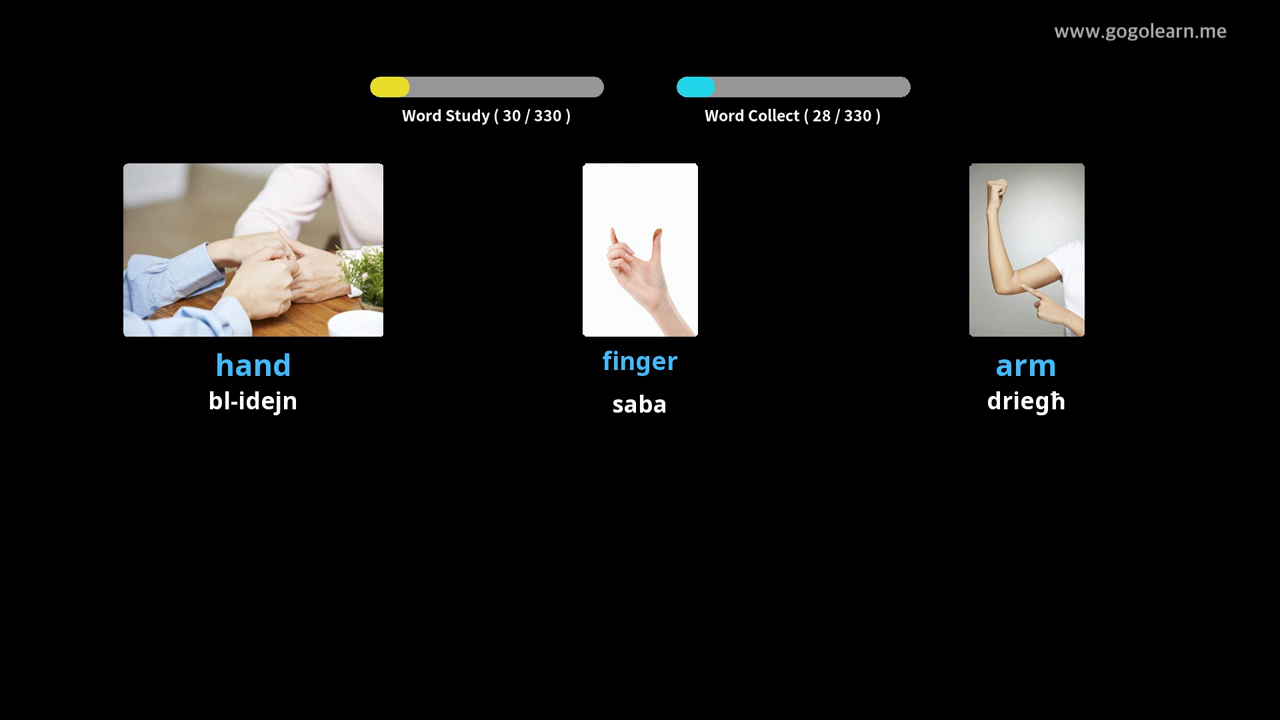 www.gogolearn.me
Word Study ( 30 / 330 )
Word Collect ( 28 / 330 )
hand
bl-idejn
finger
saba
arm
driegħ